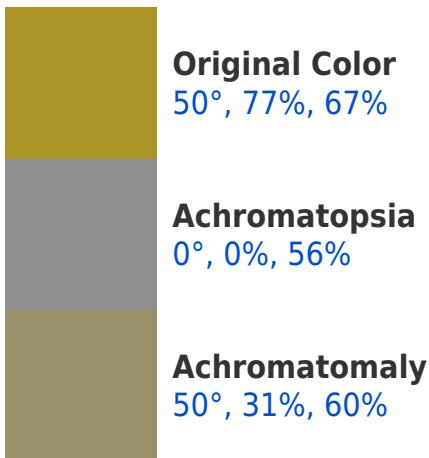 Original Color
50°, 77%, 67%
Achromatopsia
0°, 0%, 56%
Achromatomaly
50°, 31%, 60%